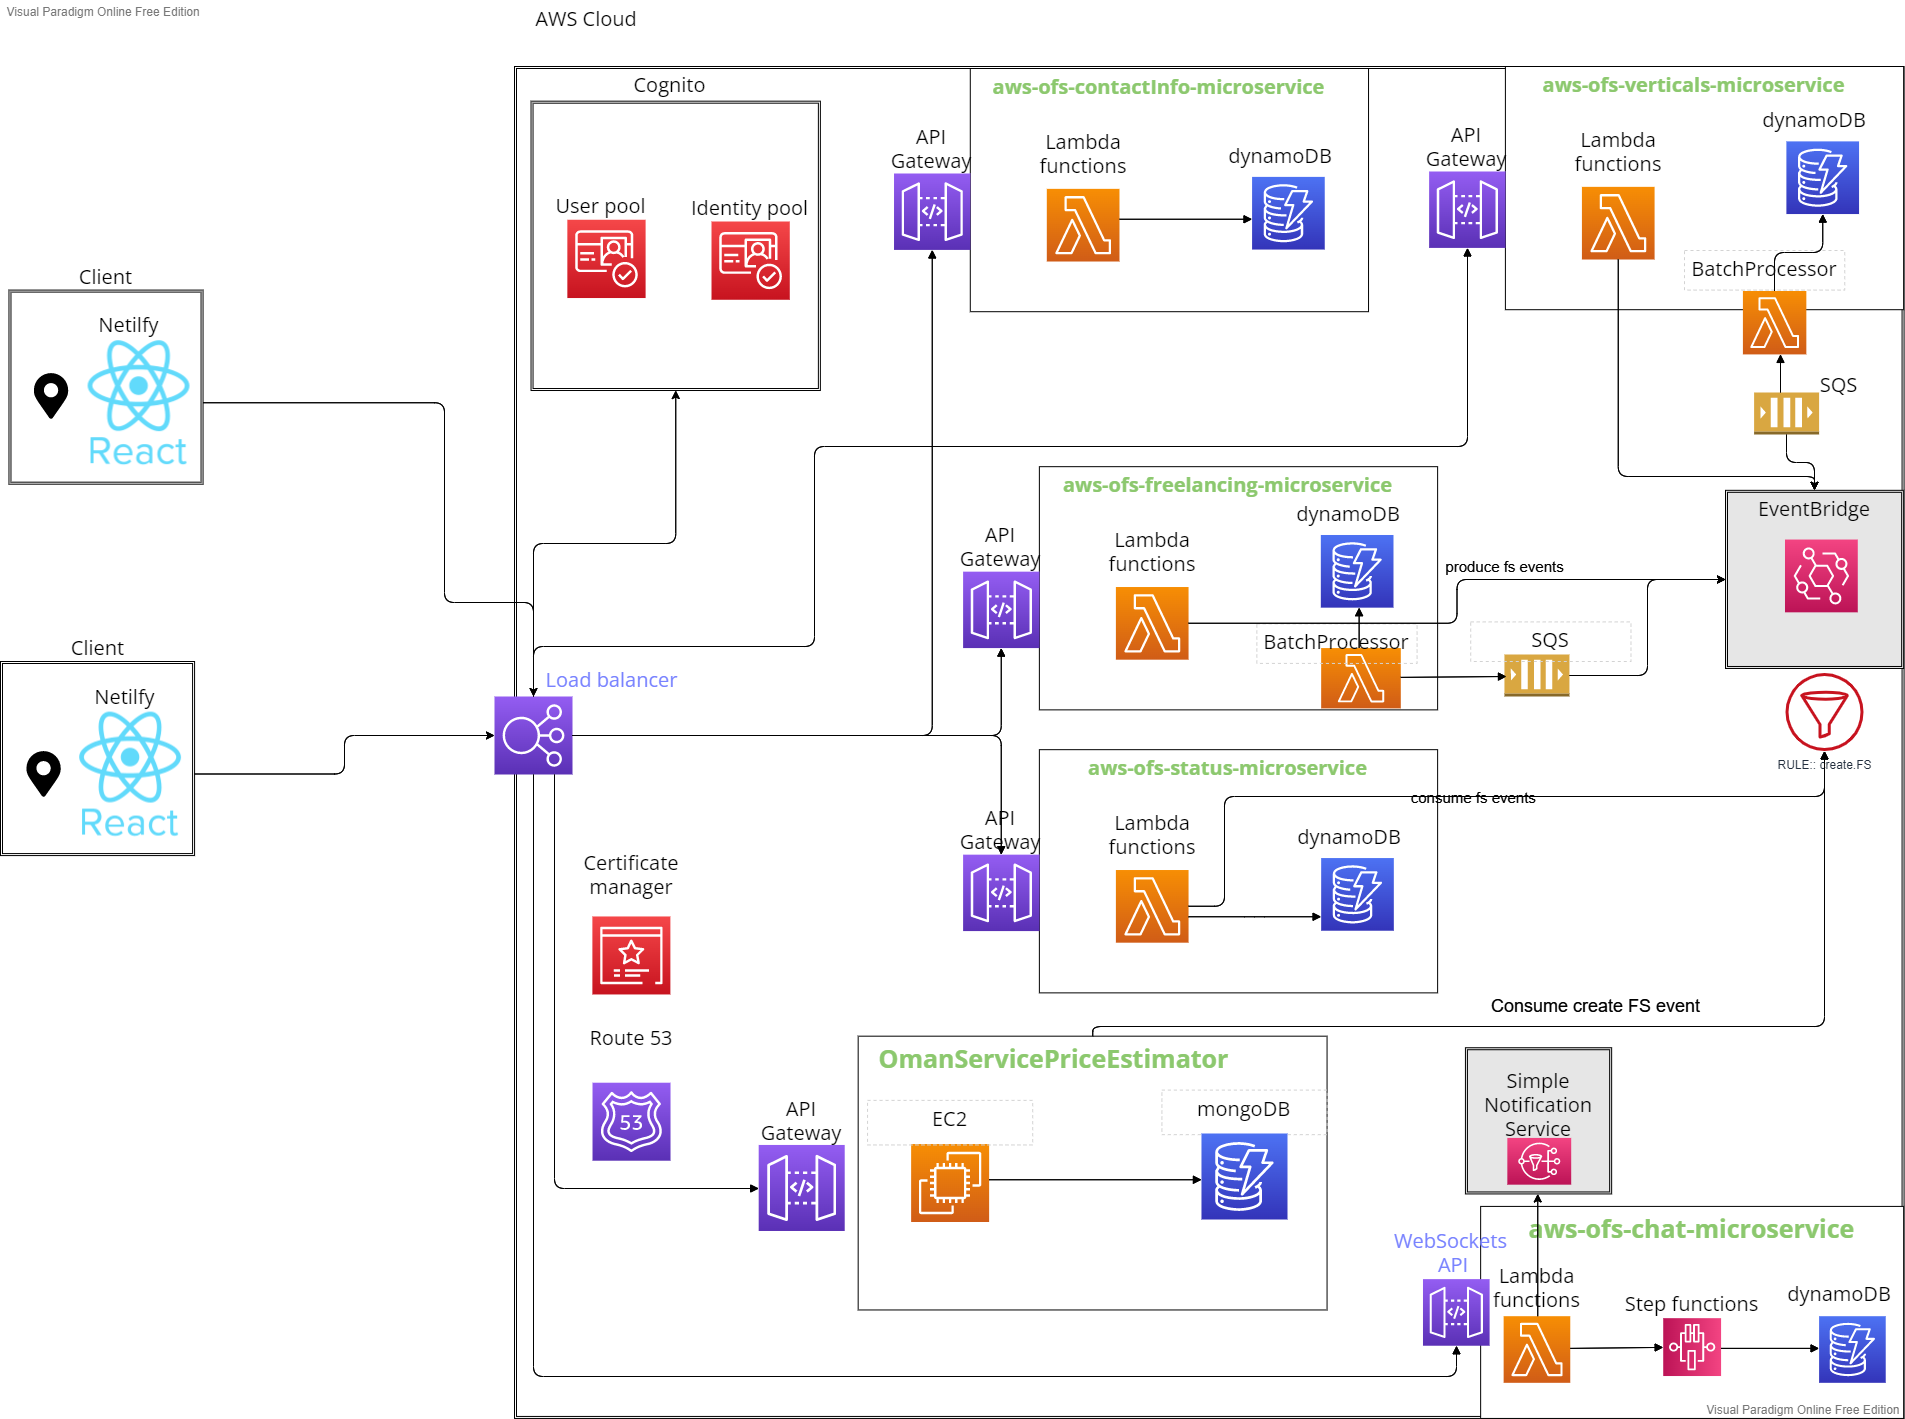 Visual Paradigm Online Free Edition
AWS Cloud
Cognito
User pool
Identity pool
API
Gateway
aws-ofs-contactInfo-microservice
Lambda
functions
dynamoDB
API
Gateway
aws-ofs-verticals-microservice
Lambda
functions
dynamoDB
BatchProcessor
SQS
Client
Netilfy
React
Client
Netilfy
React
Load balancer
aws-ofs-freelancing-microservice
API
Gateway
Lambda
functions
dynamoDB
BatchProcessor
produce fs events
SQS
EventBridge
RULE:: create.FS
aws-ofs-status-microservice
API
Gateway
Lambda
functions
dynamoDB
consume fs events
Certificate
manager
Route 53
53
Consume create FS event
API
Gateway
OmanServicePriceEstimator
EC2
mongoDB
Simple
Notification
Service
WebSockets
API
aws-ofs-chat-microservice
Lambda
functions
Step functions
dynamoDB
Visual Paradigm Online Free Edition